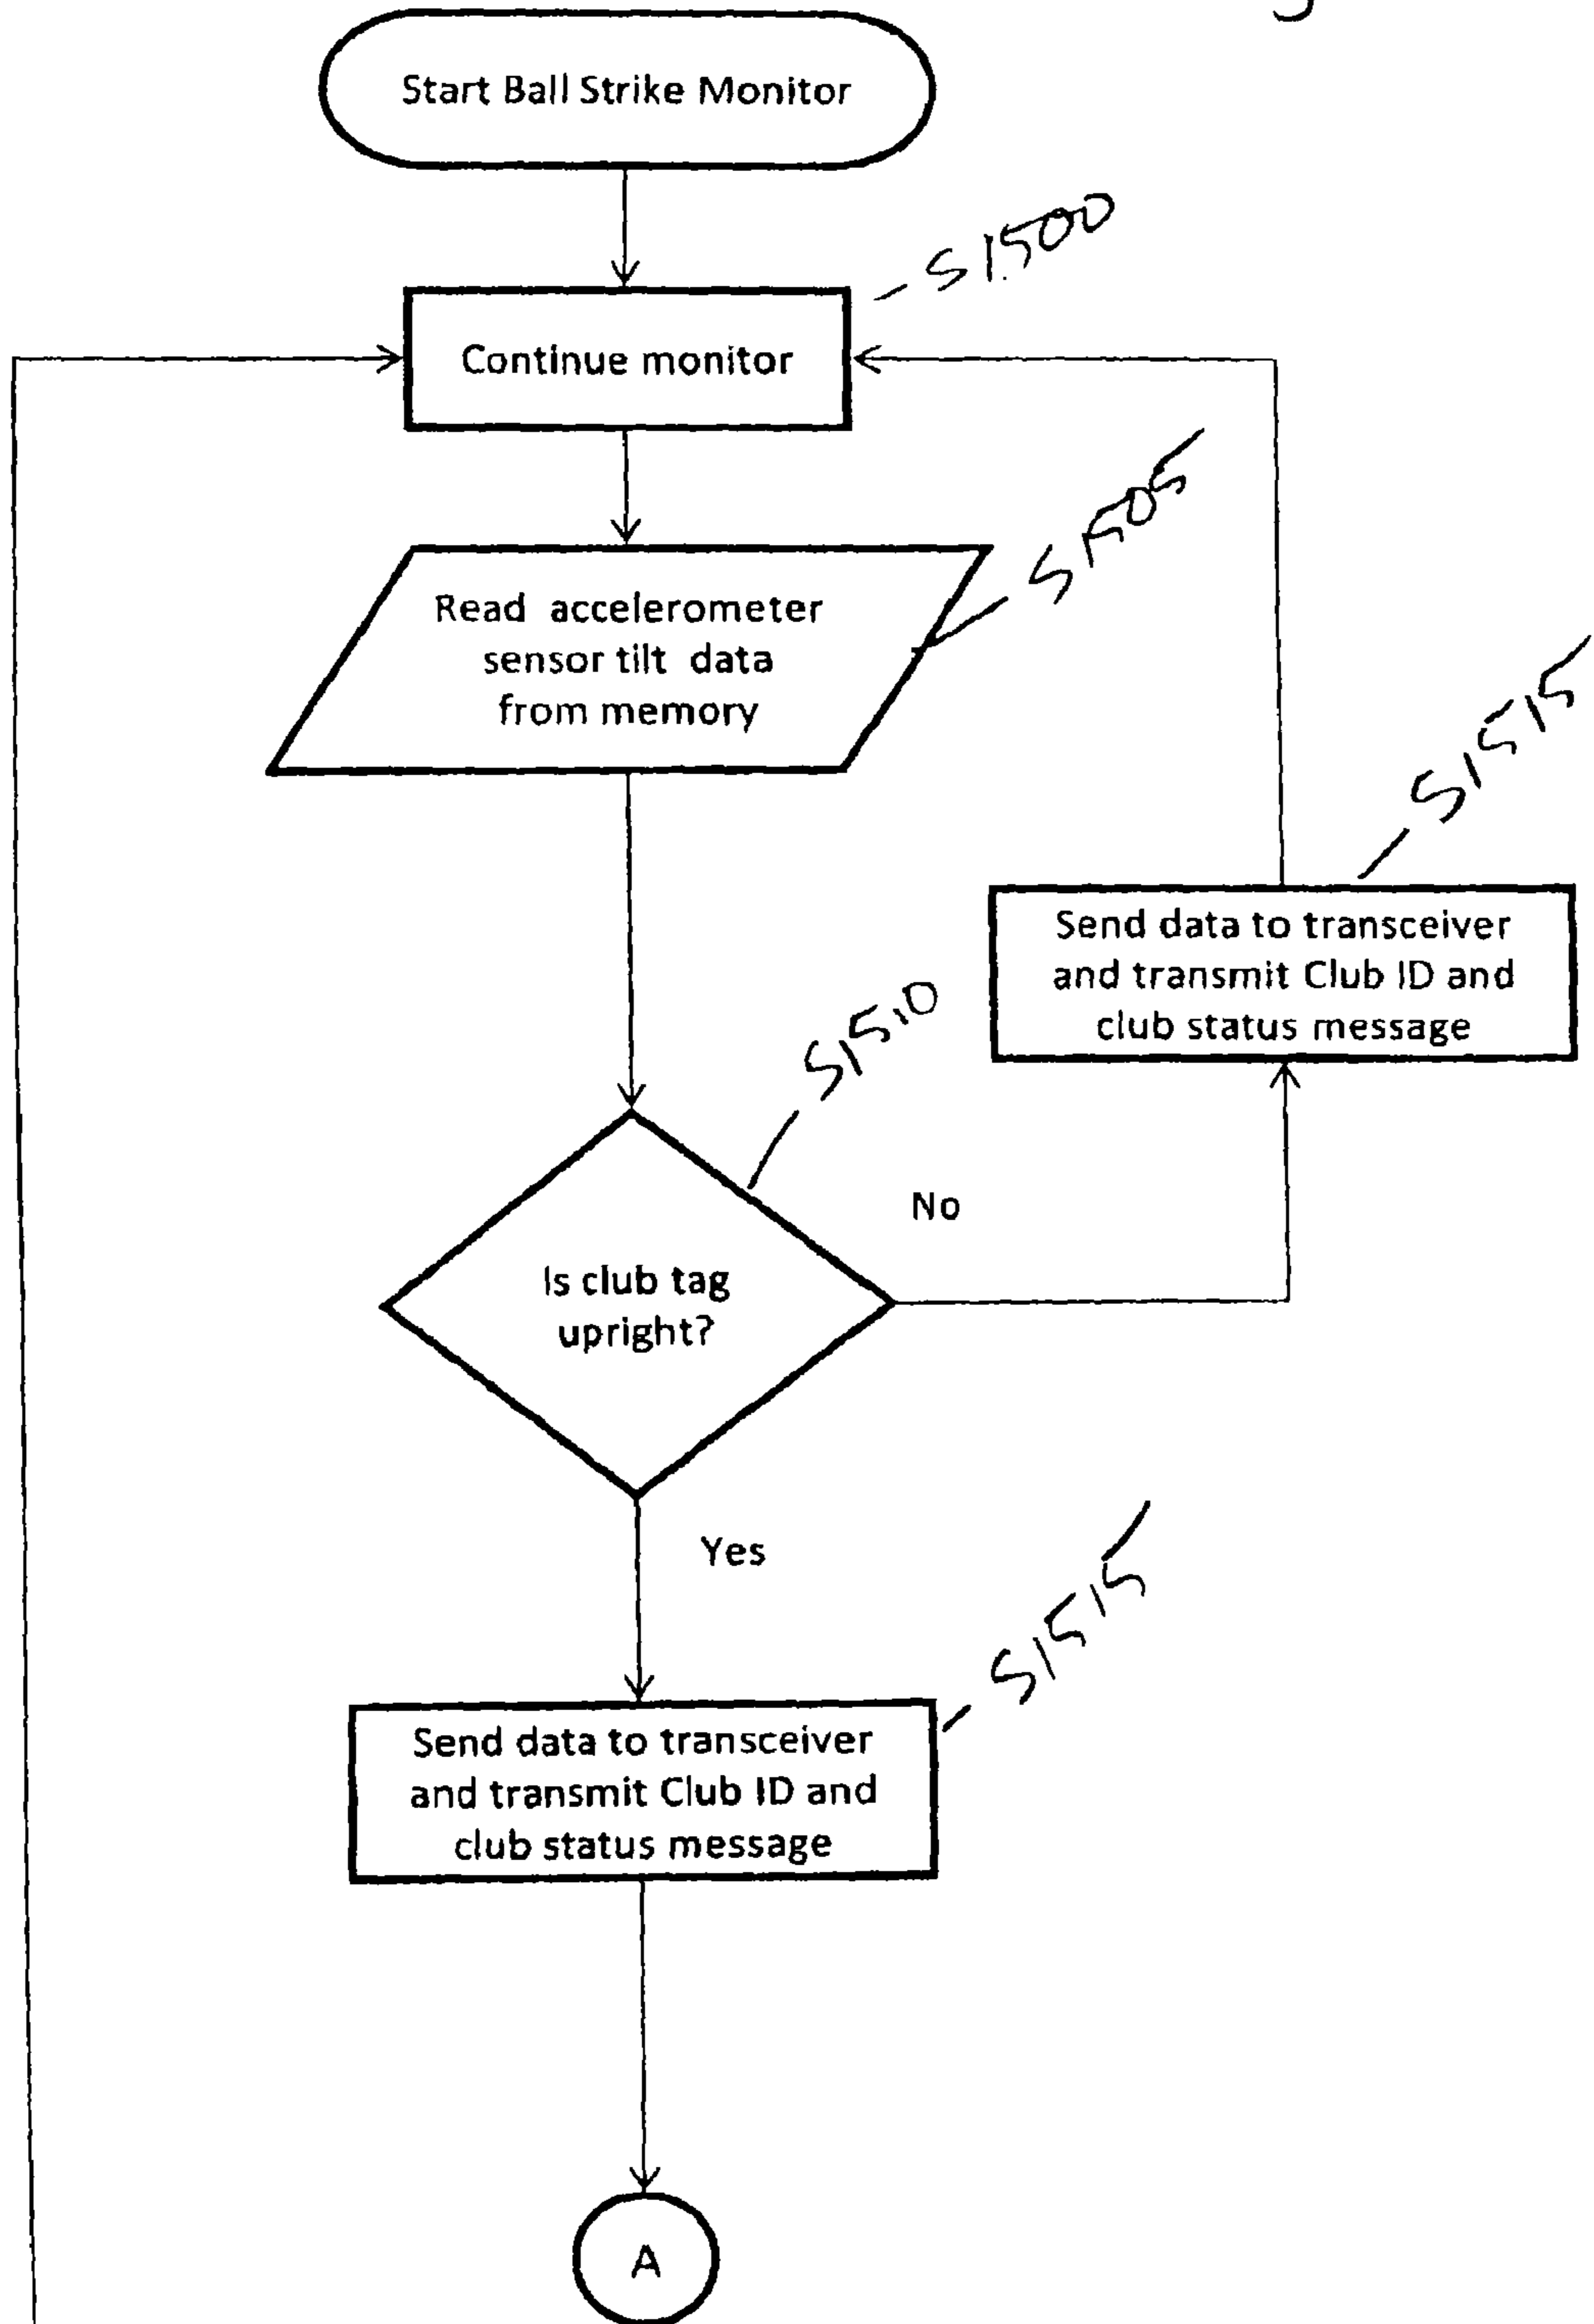 Start Ball Strike Monitor
S1500
Continue monitor
S1505
Read accelerometer
sensor tilt data
from memory
S1515
Send data to transceiver
and transmit Club ID and
club status message
S1510
No
Is club tag
upright?
Yes
S1515
Send data to transceiver
and transmit Club ID and
club status message
A